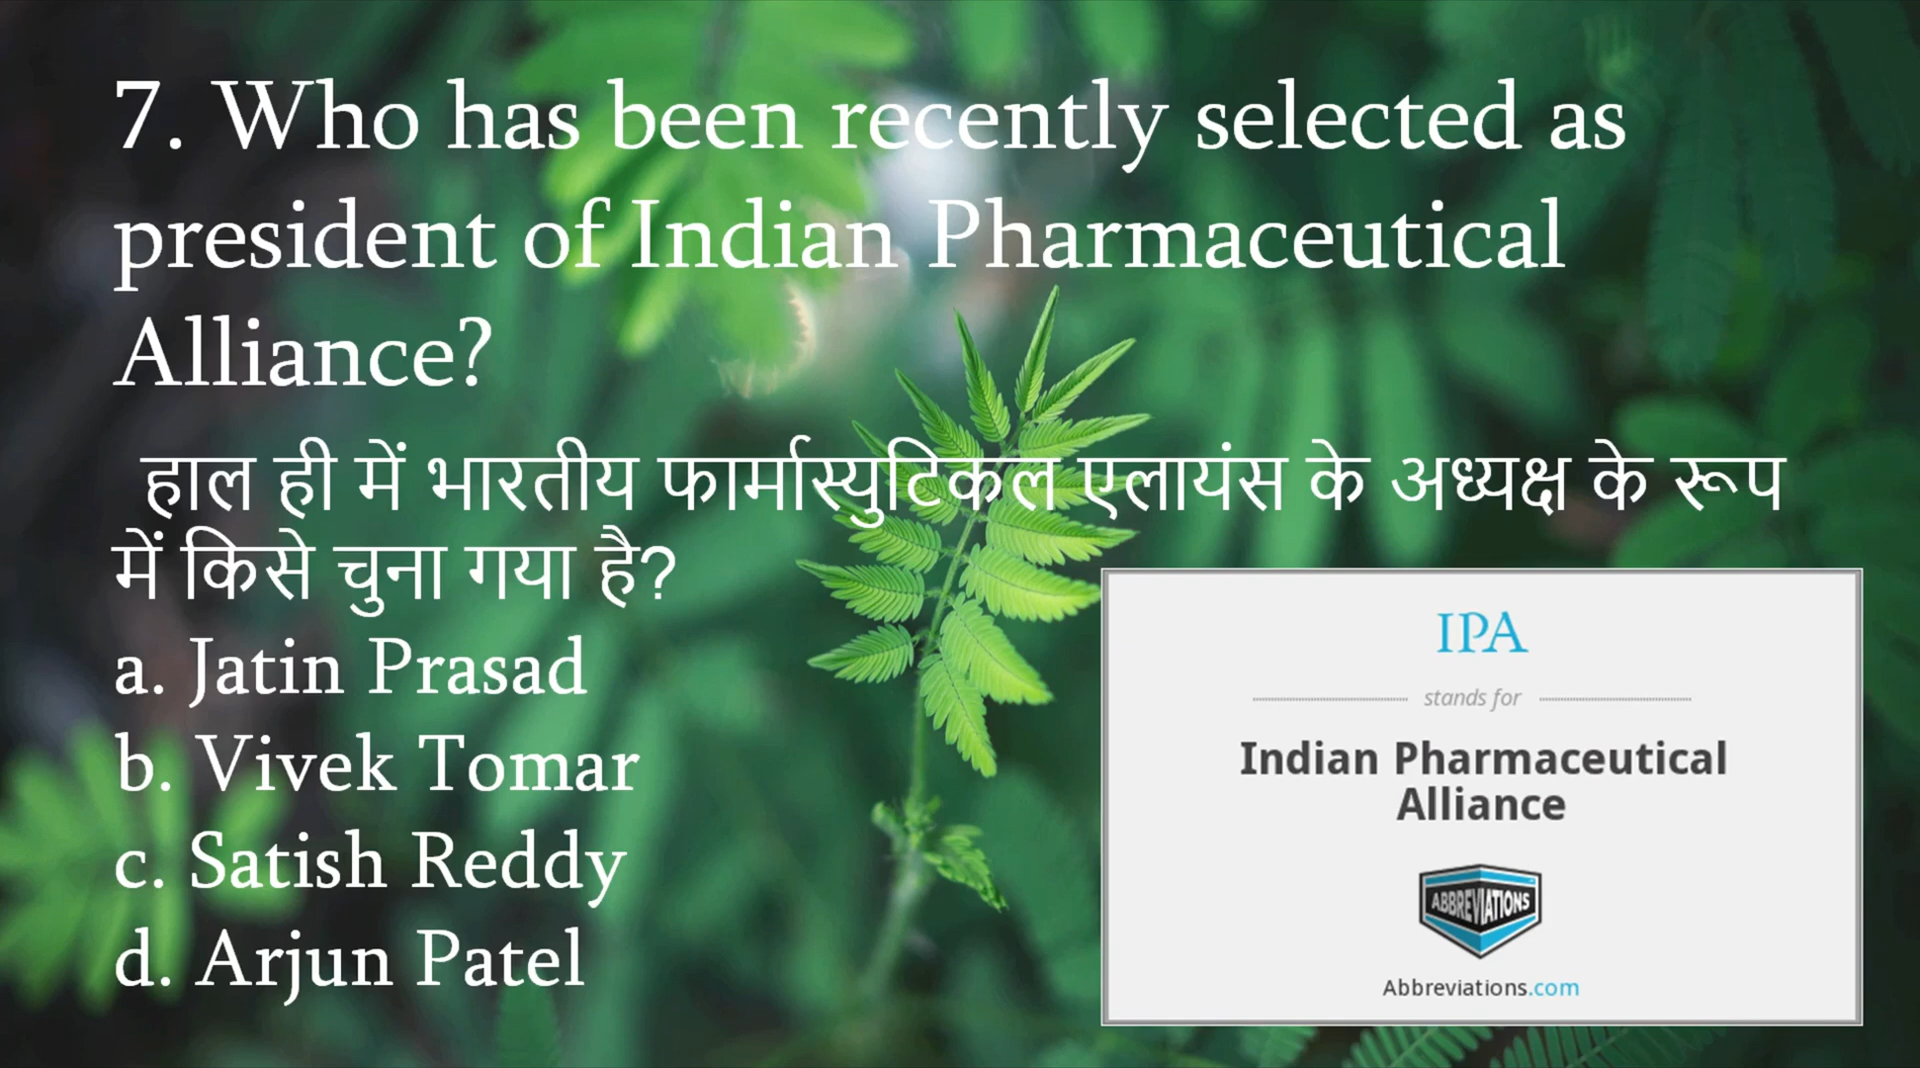 7. Who has been recently selected as
president of Indian Pharmaceutical
Alliance?
हाल ही में भारतीय फार्मास्युटिकल एलायंस के अध्यक्ष के रूप
में किसे चुना गया है?
a. Jatin Prasad
b. Vivek Tomar
c. Satish Reddy
d. Arjun Patel
IPA
stands for
Indian Pharmaceutical
Alliance
ABBREVIATIONS
Abbreviations.com